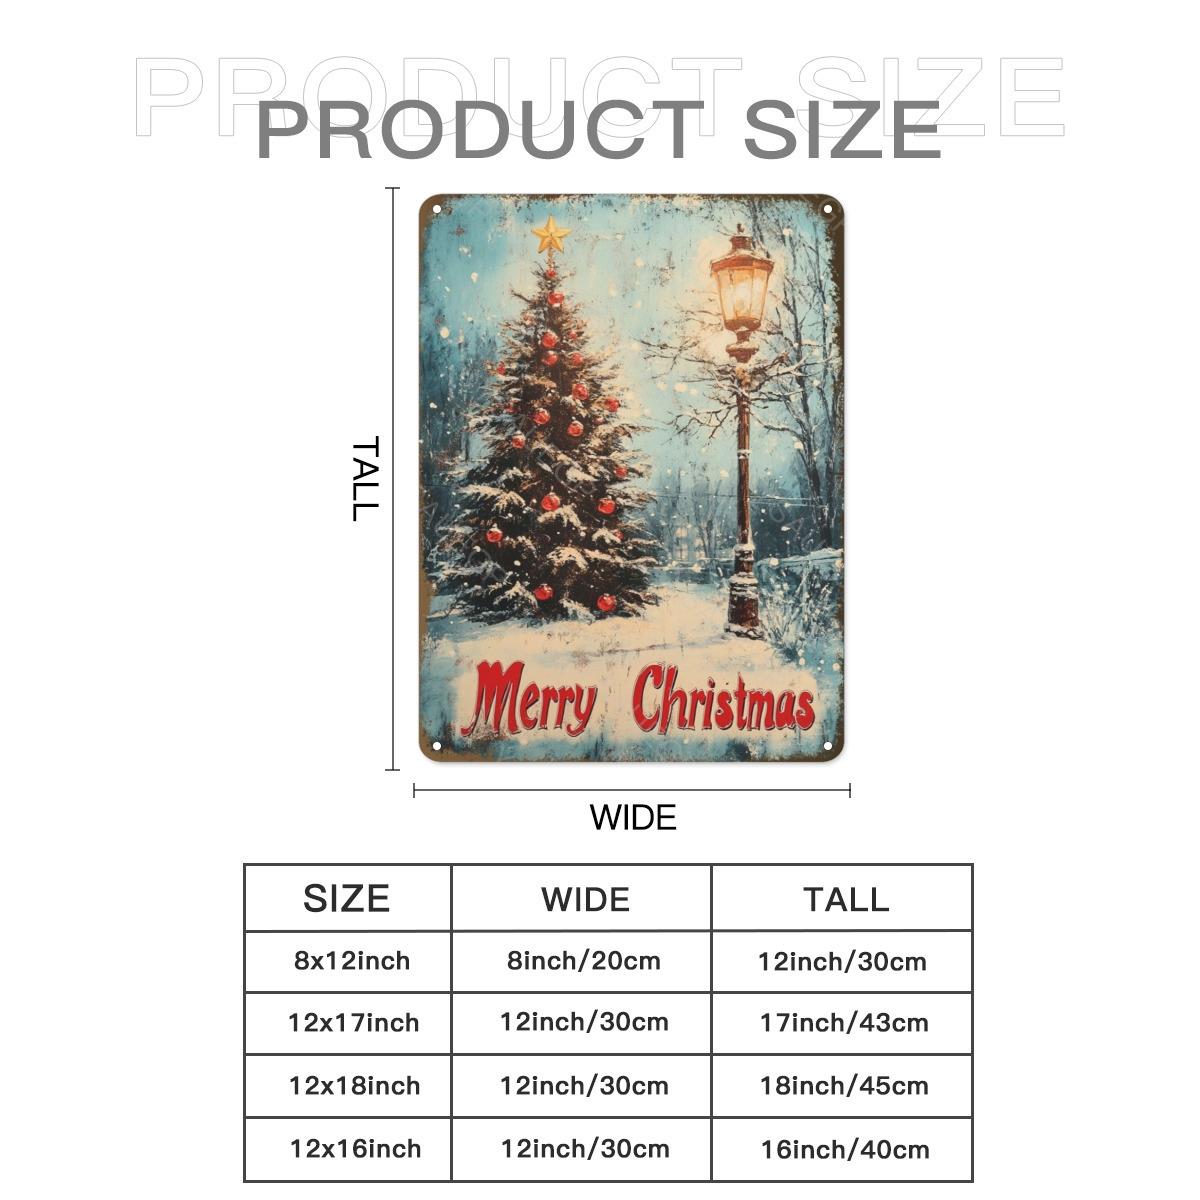 PRODUCT SIZE
PRODUCT SIZE
TALL
Merry Christmas
WIDE
SIZE WIDE TALL
8x12inch 8inch/20cm 12inch/30cm
12x17inch 12inch/30cm 17inch/43cm
12x18inch 12inch/30cm 18inch/45cm
12x16inch 12inch/30cm 16inch/40cm